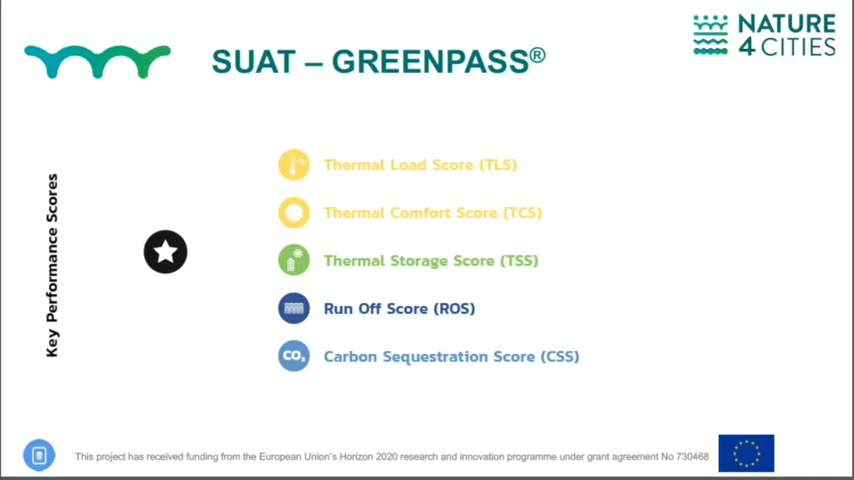 SUAT – GREENPASS®
NATURE
4 CITIES
Key Performance Scores
Thermal Load Score (TLS)
Thermal Comfort Score (TCS)
Thermal Storage Score (TSS)
Run Off Score (ROS)
CO₂ Carbon Sequestration Score (CSS)
This project has received funding from the European Union's Horizon 2020 research and innovation programme under grant agreement No 730468